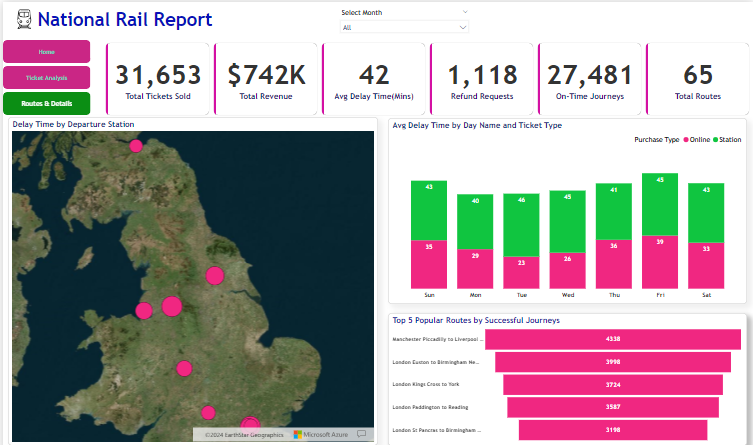 National Rail Report
Select Month
All
Home
Ticket Analysis
Routes & Details
31,653
Total Tickets Sold
$742K
Total Revenue
42
Avg Delay Time(Mins)
1,118
Refund Requests
27,481
On-Time Journeys
65
Total Routes
Delay Time by Departure Station
©2024 EarthStar Geographics Microsoft Azure
Avg Delay Time by Day Name and Ticket Type
Purchase Type Online Station
43 40 46 45 41 45 42
35 29 23 26 36 39 33
Sun Mon Tue Wed Thu Fri Sat
Top 5 Popular Routes by Successful Journeys
Manchester Piccadilly to Liverpool ... 4338
London Euston to Birmingham Ne... 3998
London Kings Cross to York 3724
London Paddington to Reading 3587
London St Pancras to Birmingham ... 3198